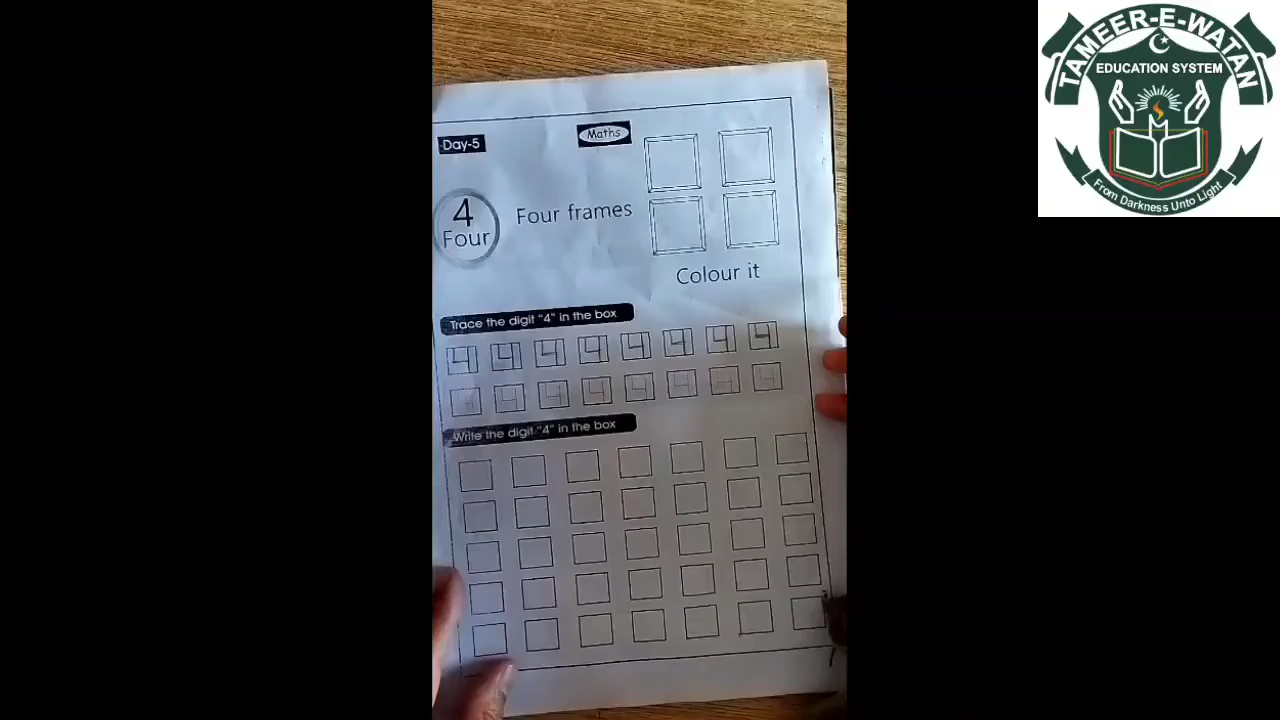 TAMEER-E-WATAN
EDUCATION SYSTEM
From Darkness Unto Light
Day-5
Maths
4
Four
Four frames
Colour it
Trace the digit "4" in the box
4 4 4 4 4 4 4 4
4 4 4 4 4 4 4 4
Write the digit "4" in the box